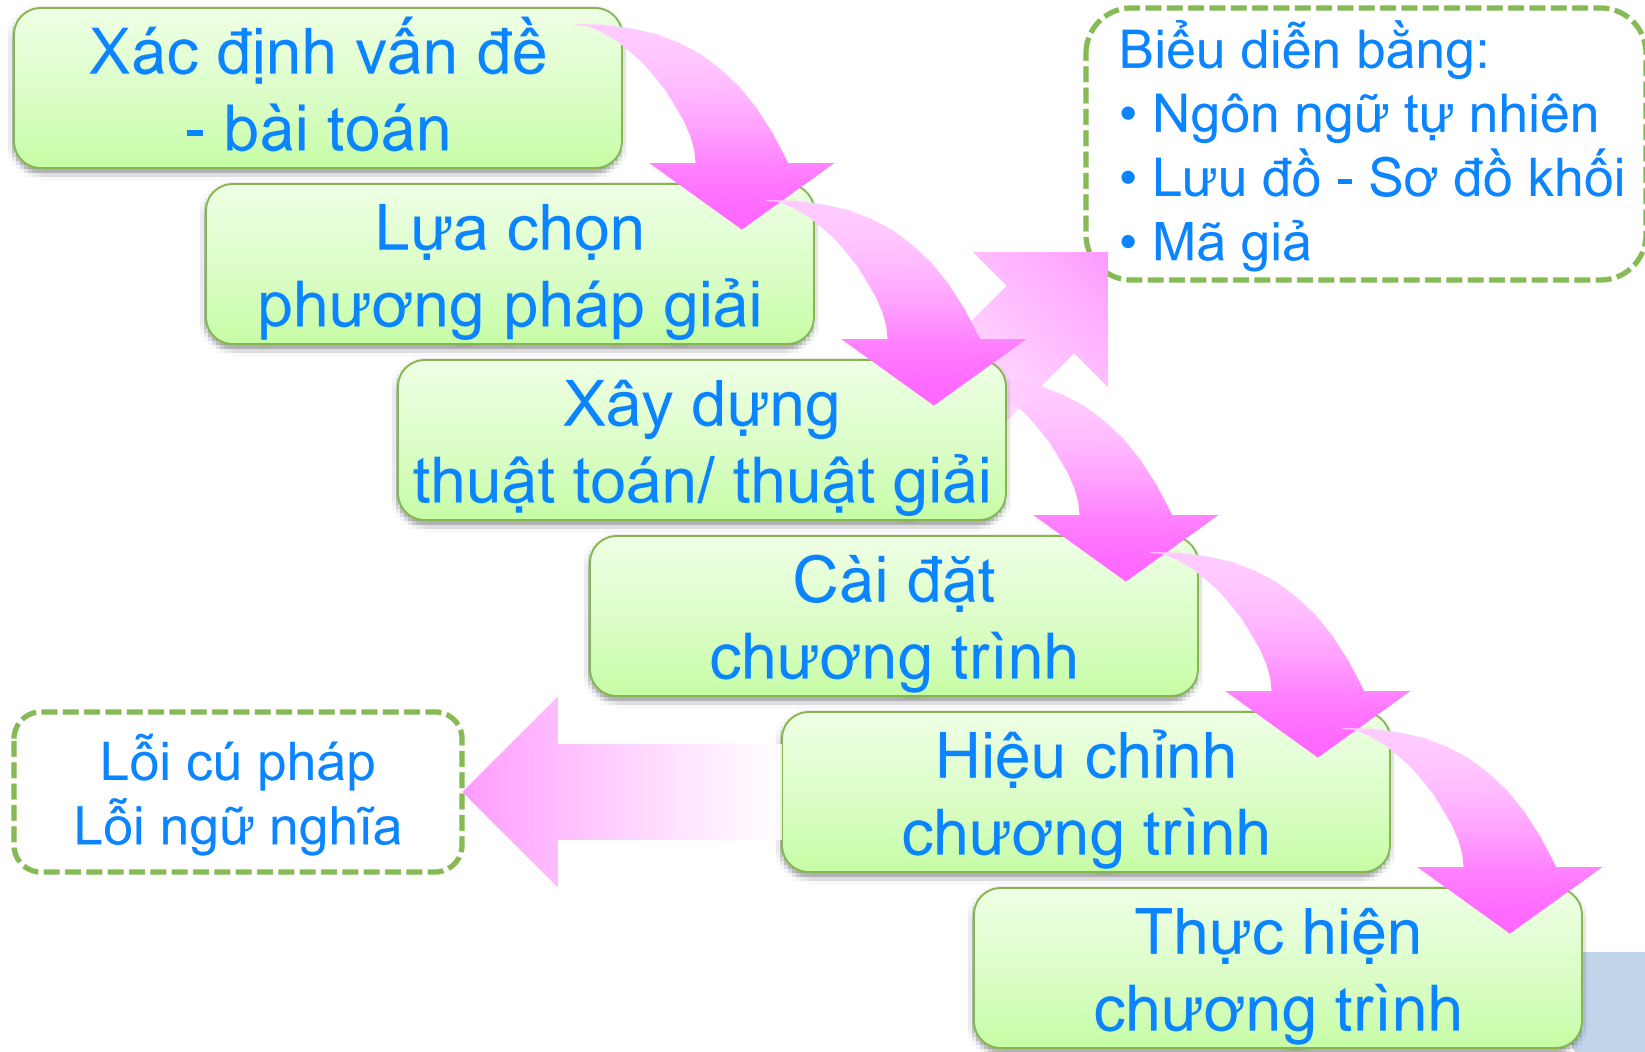 Xác định vấn đề
- bài toán
Biểu diễn bằng:
• Ngôn ngữ tự nhiên
• Lưu đồ - Sơ đồ khối
• Mã giả
Lựa chọn
phương pháp giải
Xây dựng
thuật toán/ thuật giải
Cài đặt
chương trình
Lỗi cú pháp
Lỗi ngữ nghĩa
Hiệu chỉnh
chương trình
Thực hiện
chương trình